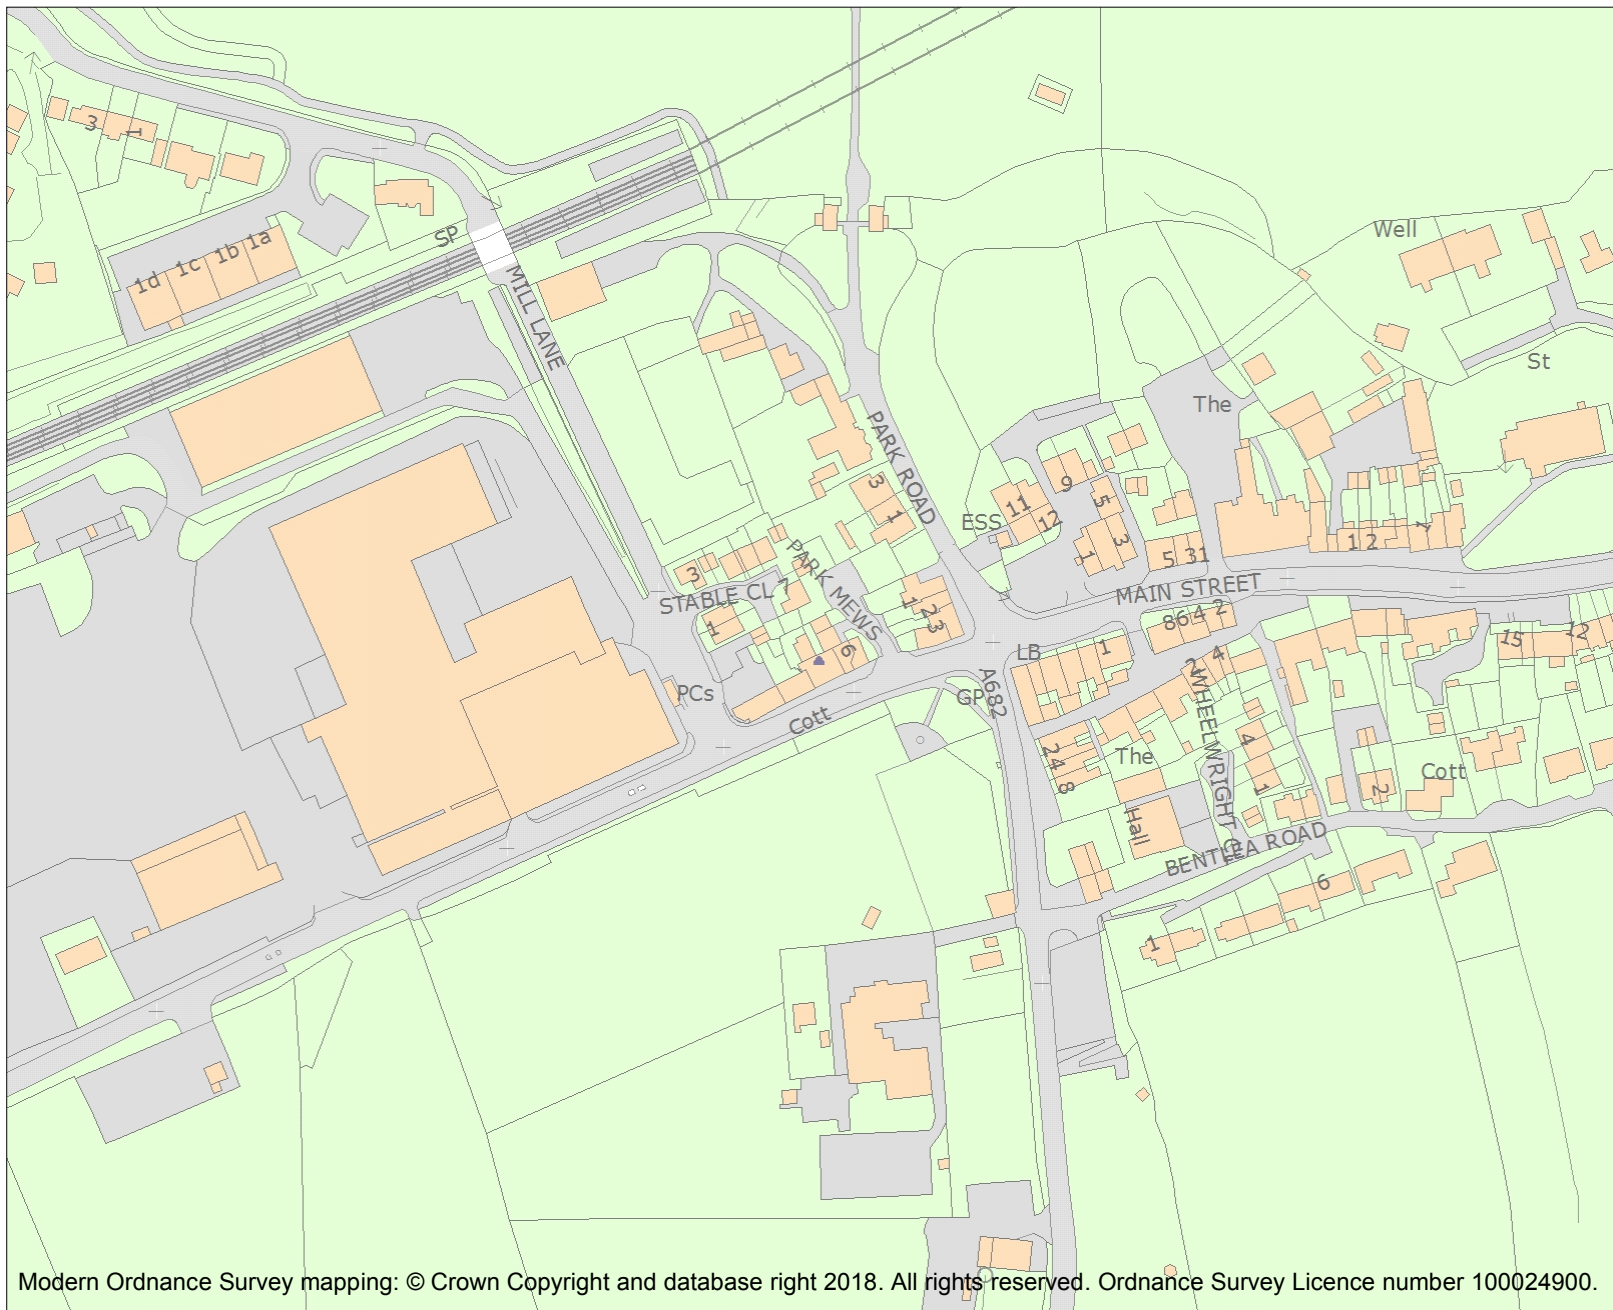 3
1
SP
1a
1b
1c
1d
MILL LANE
Well
St
The
PARK ROAD
3
1
ESS
11
12
9
5
1
3
5 31
1 2
1
MAIN STREET
PARK MEWS
3
STABLE CL
7
1
6
1
2
3
8 6 4 2
LB
1
15
12
PCs
Cott
A682
GP
2
4
WHEELWRIGHT CL
2
4
8
The
Hall
4
1
2
Cott
BENTLEA ROAD
6
1
Modern Ordnance Survey mapping: © Crown Copyright and database right 2018. All rights reserved. Ordnance Survey Licence number 100024900.